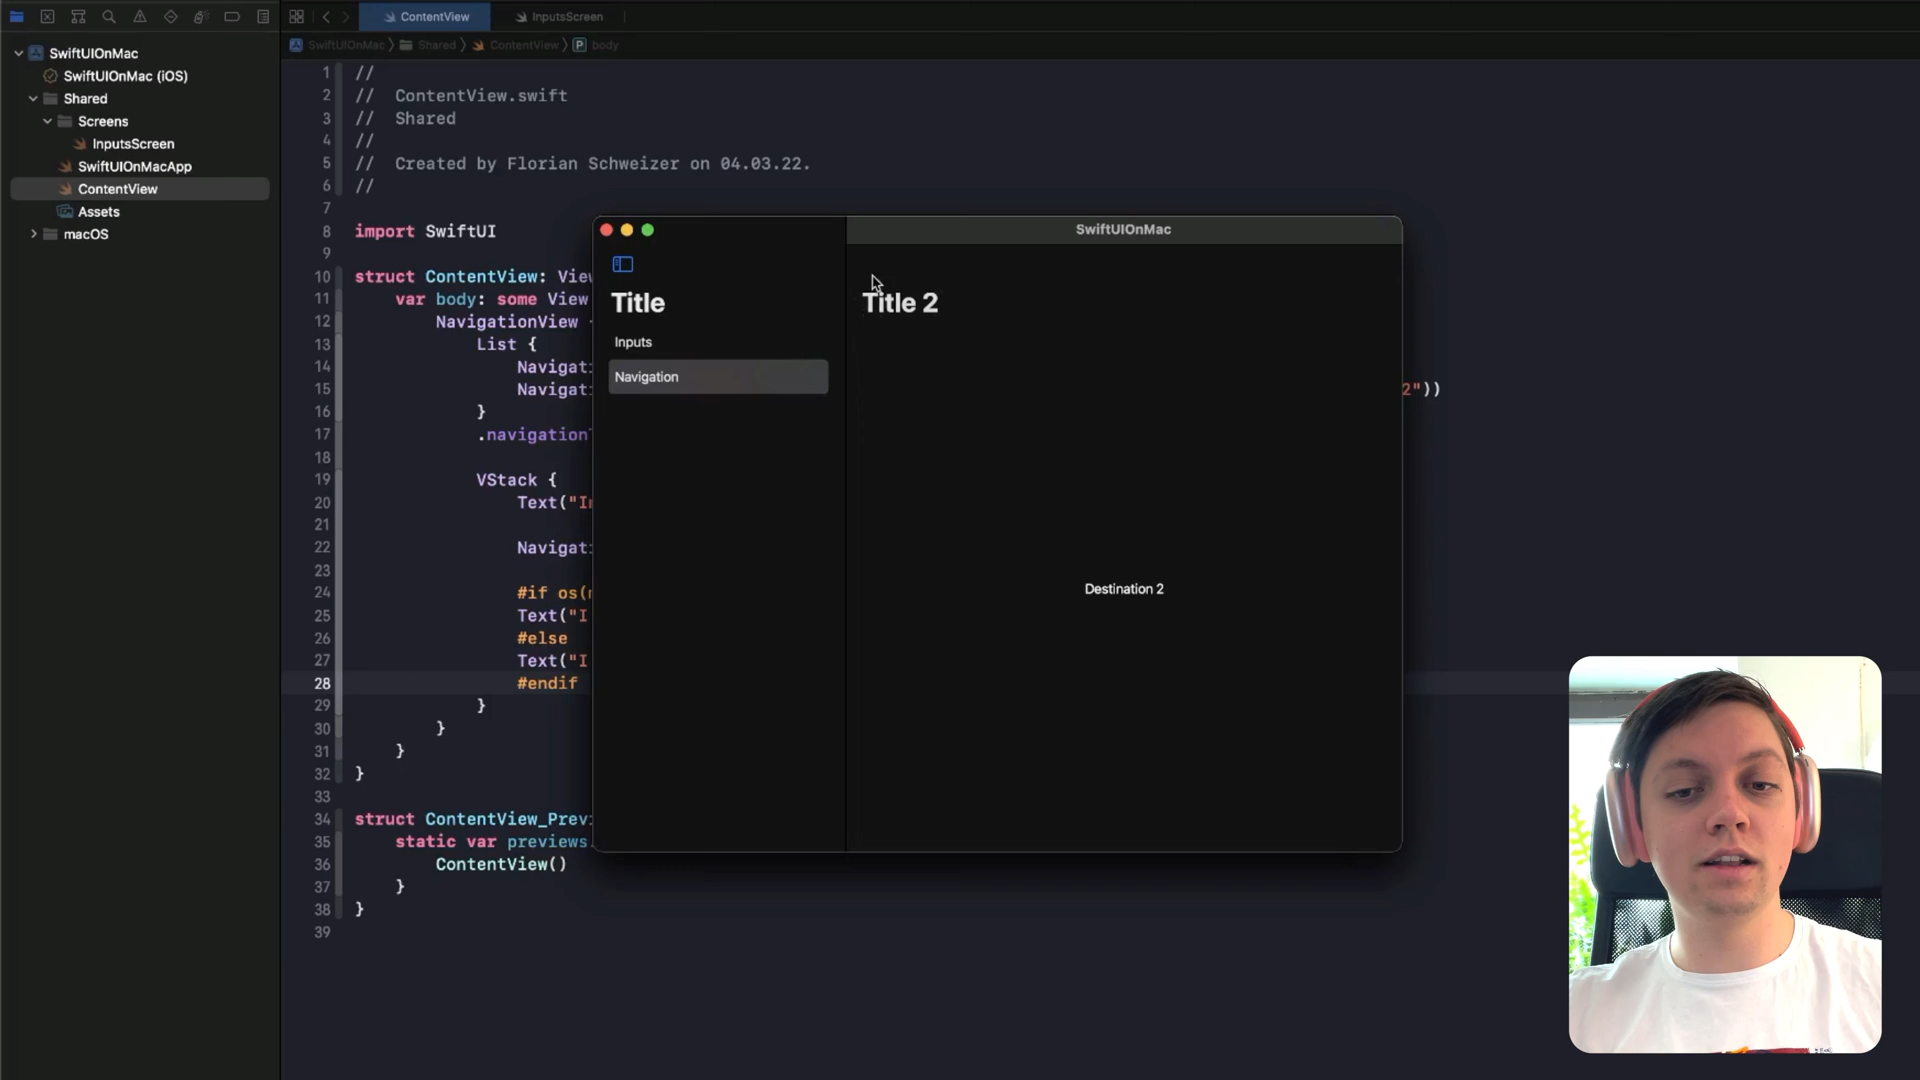 ContentView
InputsScreen
SwiftUIOnMac
Shared
ContentView
P
body
SwiftUIOnMac
SwiftUIOnMac (iOS)
Shared
Screens
InputsScreen
SwiftUIOnMacApp
ContentView
Assets
macOS
1 //
2 // ContentView.swift
3 // Shared
4 //
5 // Created by Florian Schweizer on 04.03.22.
6 //
7
8 import SwiftUI
9
10 struct ContentView: View
11 var body: some View
12 NavigationView
13 List {
14 Navigat
15 Navigat 2"))
16 }
17 .navigation
18
19 VStack {
20 Text("I
21
22 Navigat
23
24 #if os(
25 Text("I
26 #else
27 Text("I
28 #endif
29 }
30 }
31 }
32 }
33
34 struct ContentView_Previ
35 static var previews
36 ContentView()
37 }
38 }
39
SwiftUIOnMac
Title
Inputs
Navigation
Title 2
Destination 2